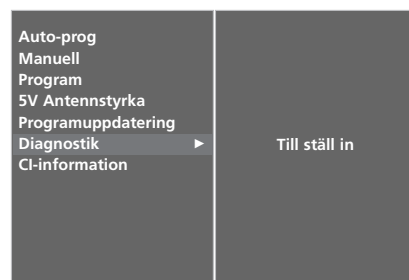 Auto-prog
Manuell
Program
5V Antennstyrka
Programuppdatering
Diagnostik ►
CI-information
Till ställ in